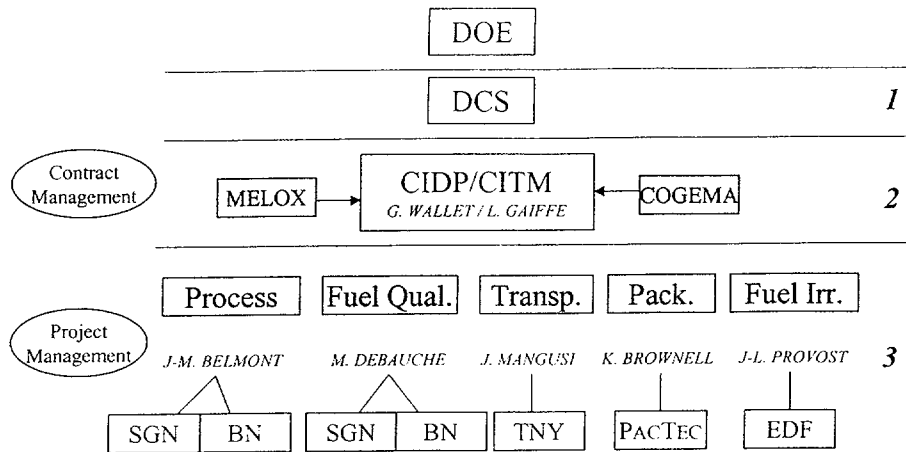 DOE
DCS
1
Contract
Management
MELOX
CIDP/CITM
G. WALLET / L. GAIFFE
COGEMA
2
Process
Fuel Qual.
Transp.
Pack.
Fuel Irr.
Project
Management
J-M. BELMONT
M. DEBAUCHE
J. MANGUSI
K. BROWNELL
J-L. PROVOST
3
SGN
BN
SGN
BN
TNY
PACTEC
EDF